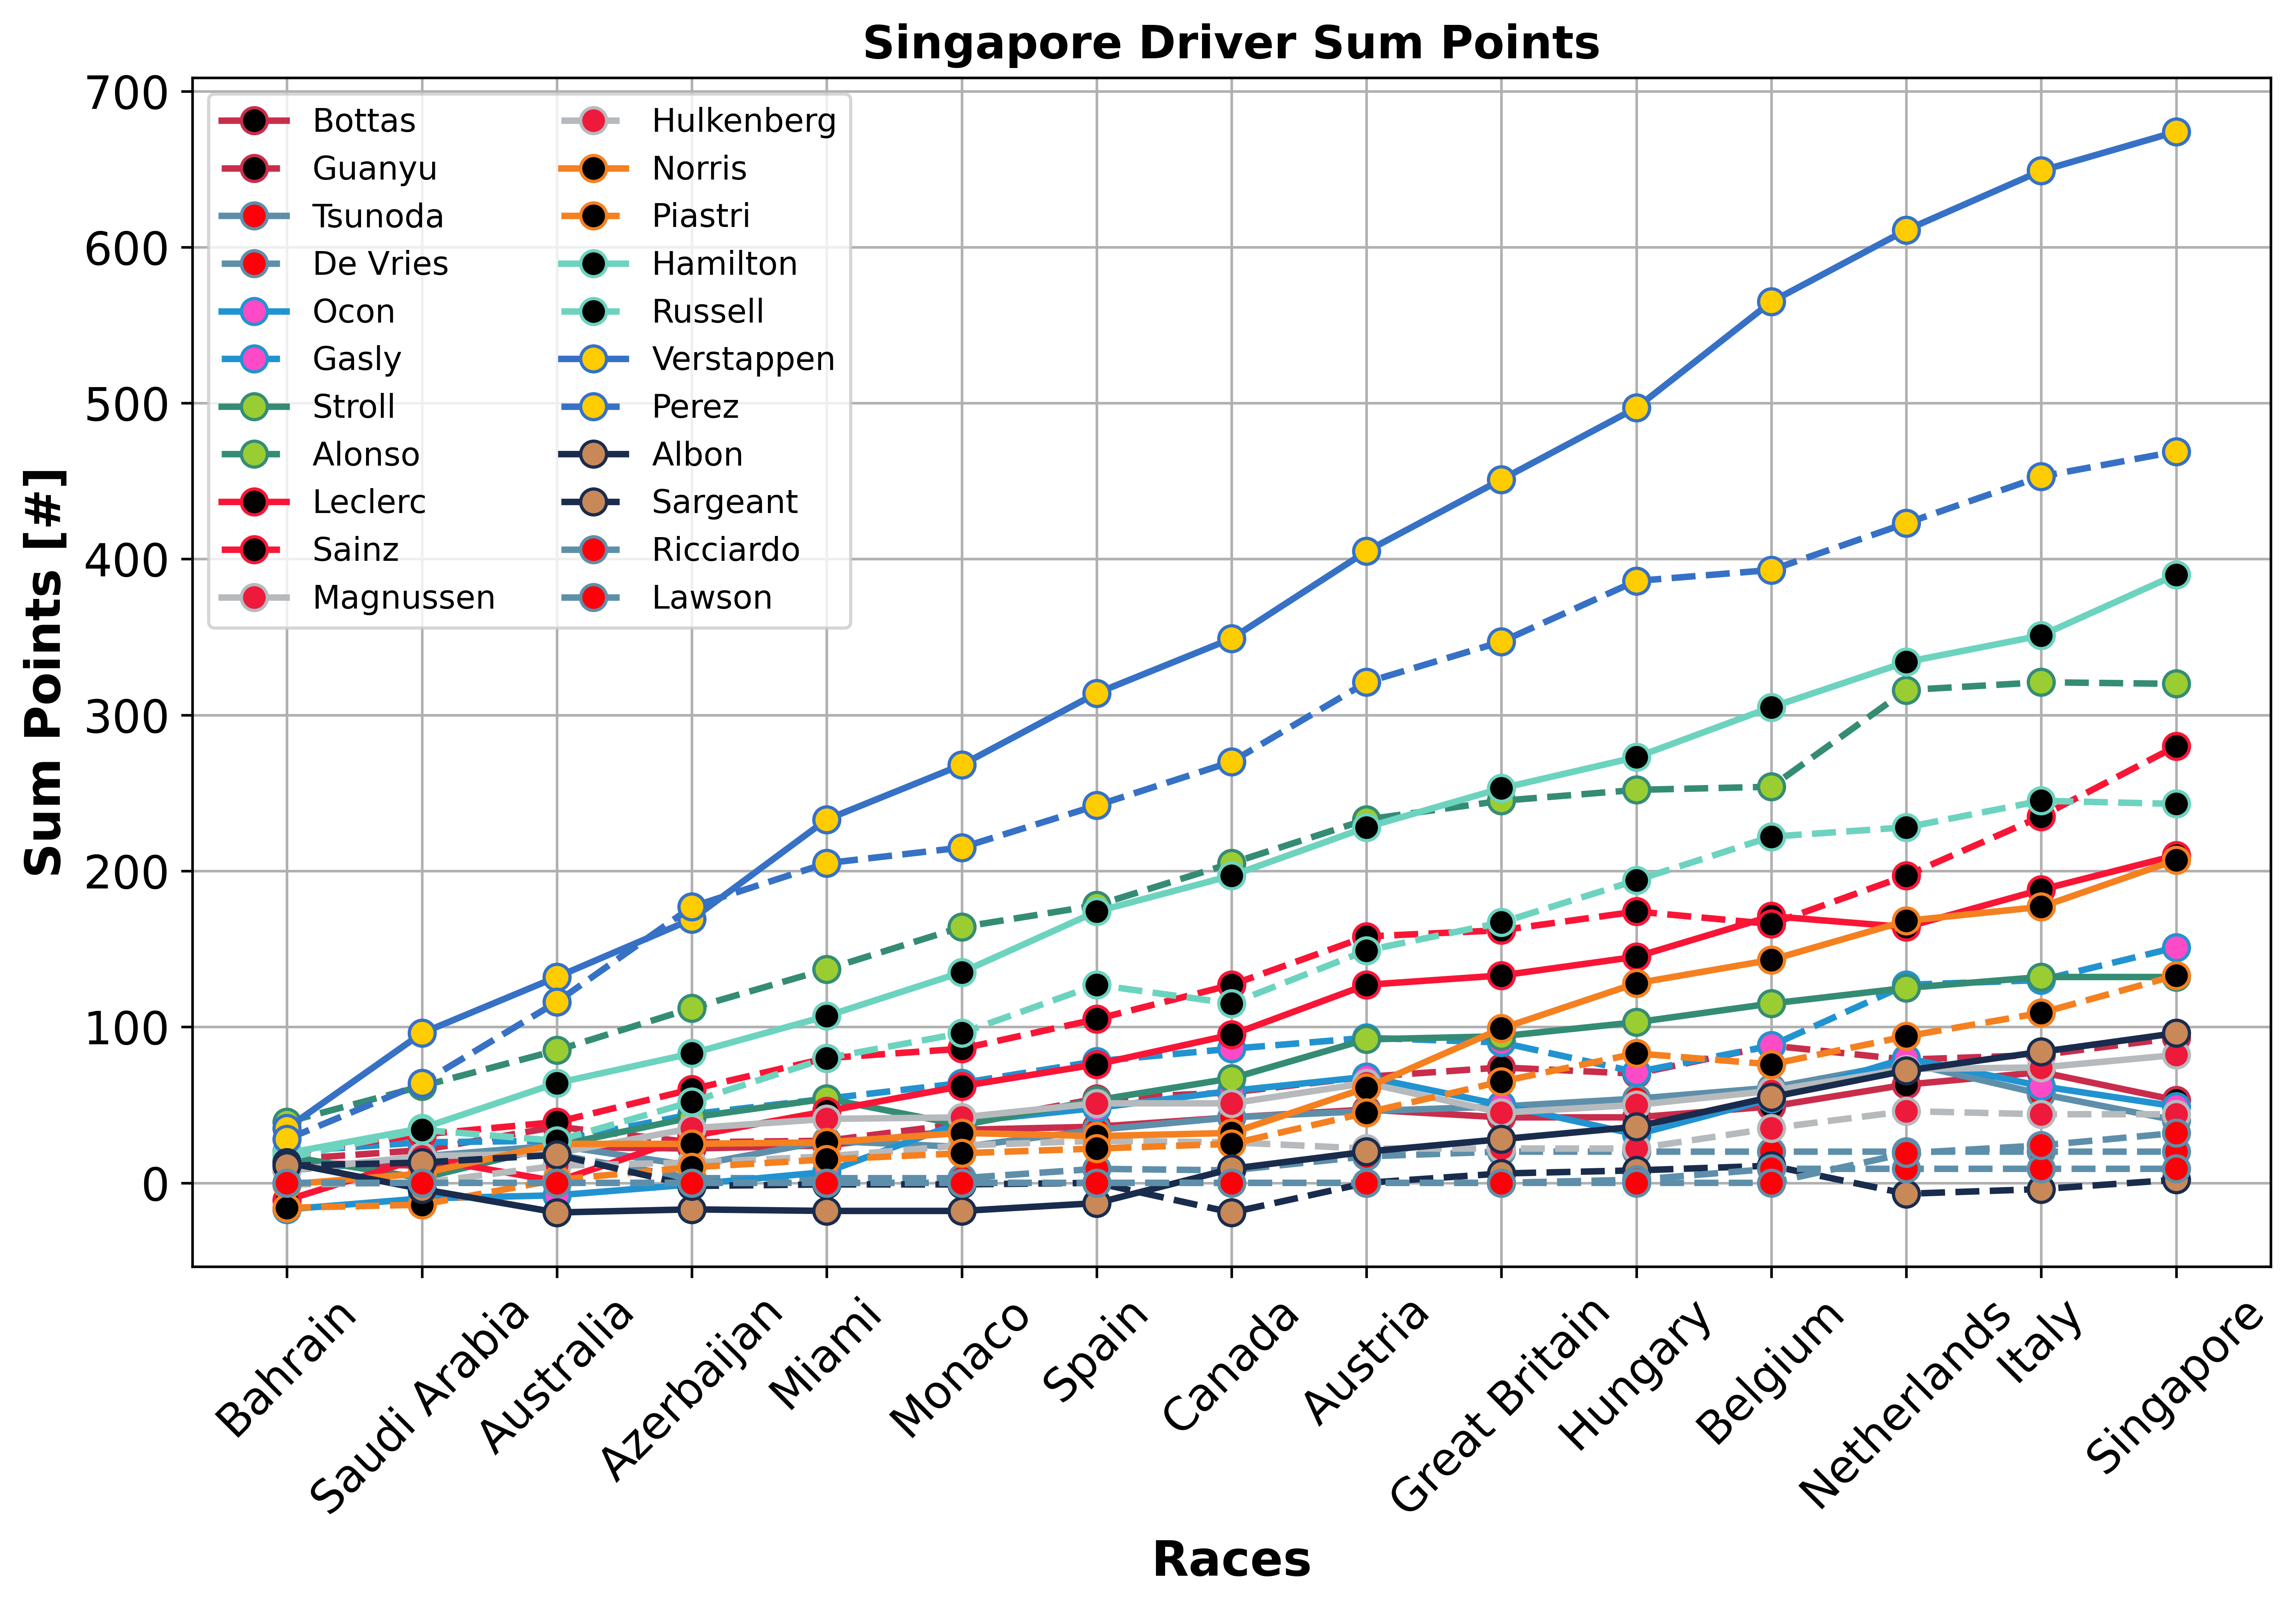 Singapore Driver Sum Points
Sum Points [#]
700
600
500
400
300
200
100
0
Bottas
Guanyu
Tsunoda
De Vries
Ocon
Gasly
Stroll
Alonso
Leclerc
Sainz
Magnussen
Hulkenberg
Norris
Piastri
Hamilton
Russell
Verstappen
Perez
Albon
Sargeant
Ricciardo
Lawson
Bahrain
Saudi Arabia
Australia
Azerbaijan
Miami
Monaco
Spain
Canada
Austria
Great Britain
Hungary
Belgium
Netherlands
Italy
Singapore
Races